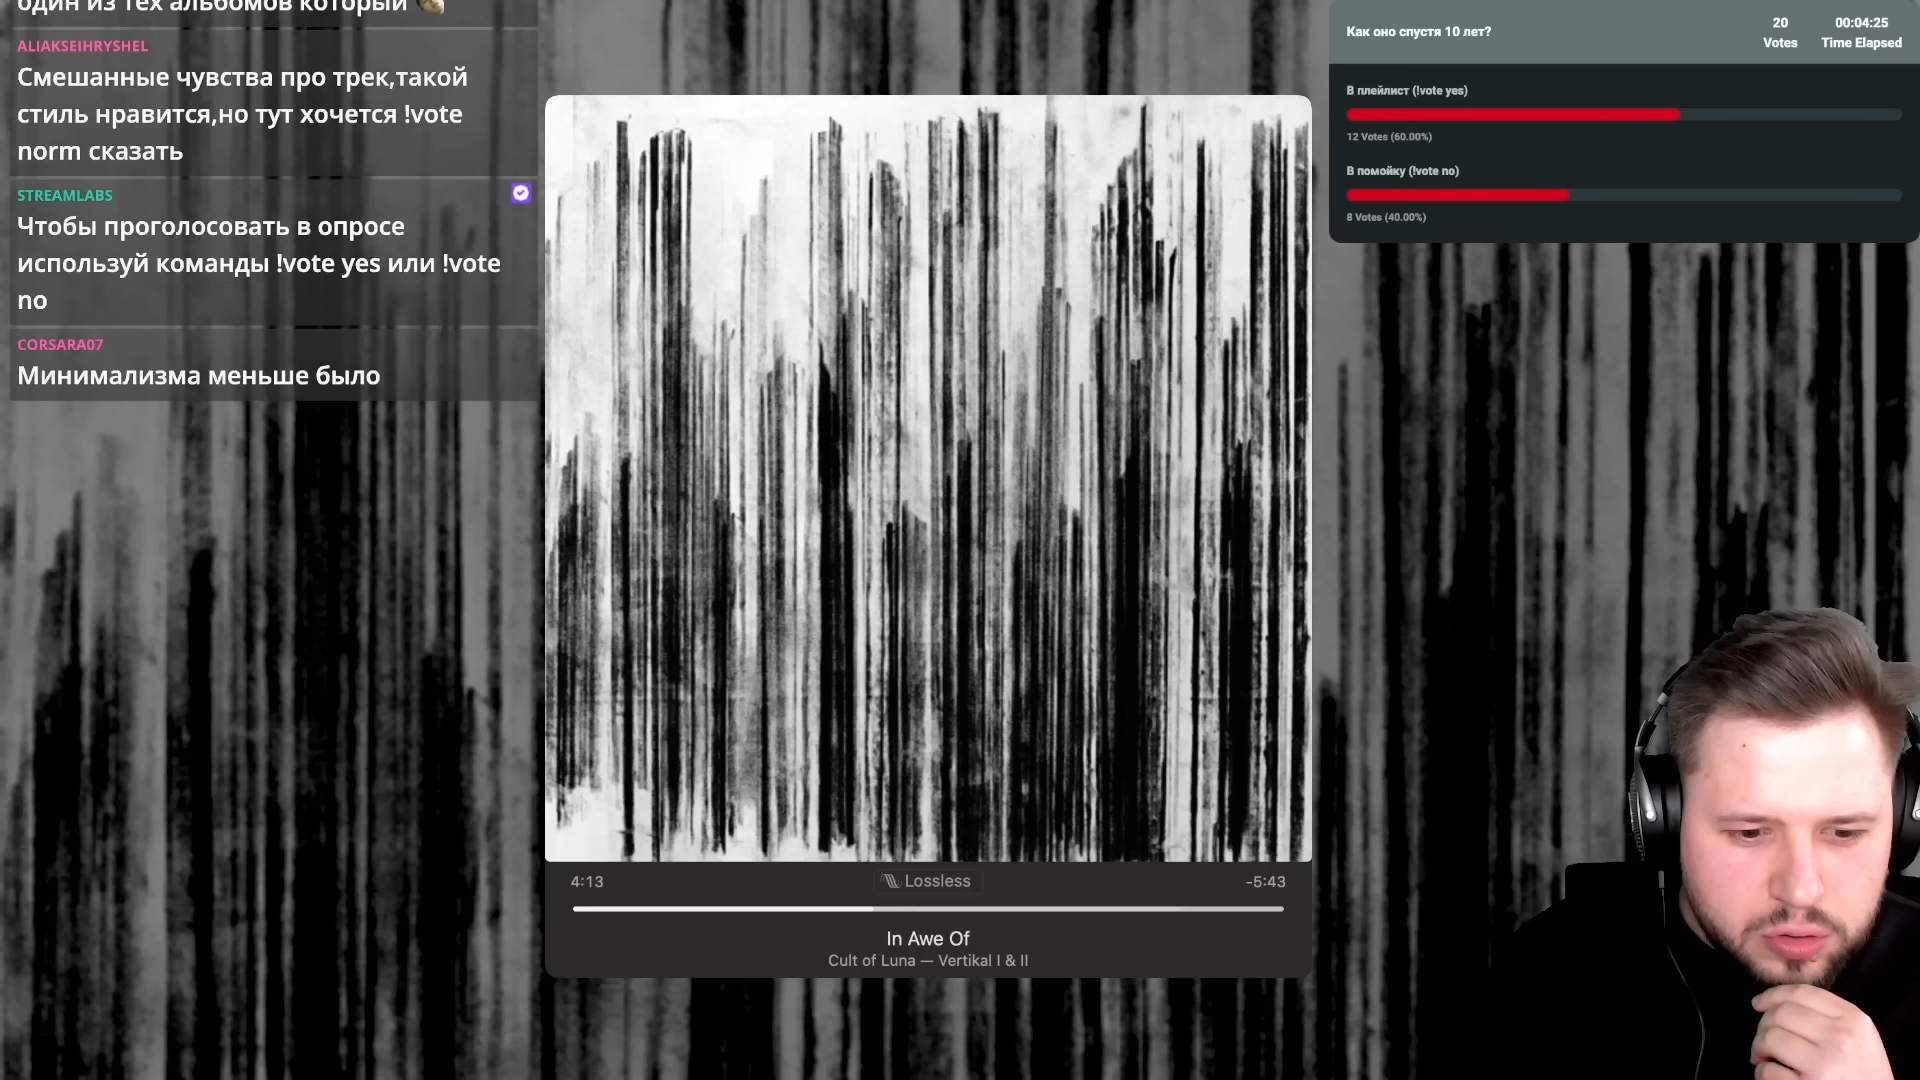 один из тех альбомов который
ALIAKSEIHRYSHEL
Смешанные чувства про трек,такой
стиль нравится,но тут хочется !vote
norm сказать
STREAMLABS
Чтобы проголосовать в опросе
используй команды !vote yes или !vote
no
CORSARA07
Минимализма меньше было
4:13
Lossless
-5:43
In Awe Of
Cult of Luna — Vertikal I & II
Как оно спустя 10 лет?
20
Votes
00:04:25
Time Elapsed
В плейлист (!vote yes)
12 Votes (60.00%)
В помойку (!vote no)
8 Votes (40.00%)